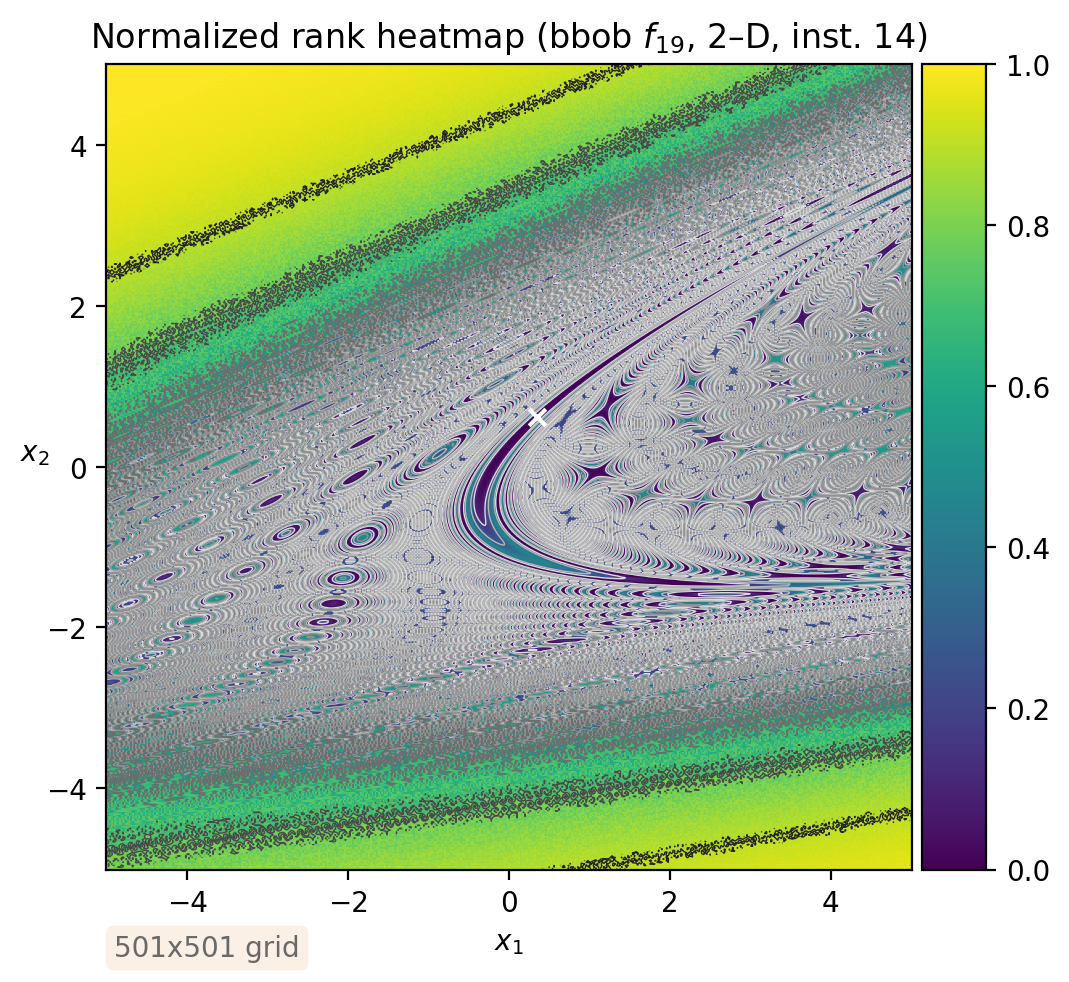 Normalized rank heatmap (bbob f₁₉, 2–D, inst. 14)
1.0
0.8
0.6
0.4
0.2
0.0
4
2
0
−2
−4
x₂
−4 −2 0 2 4
x₁
501x501 grid